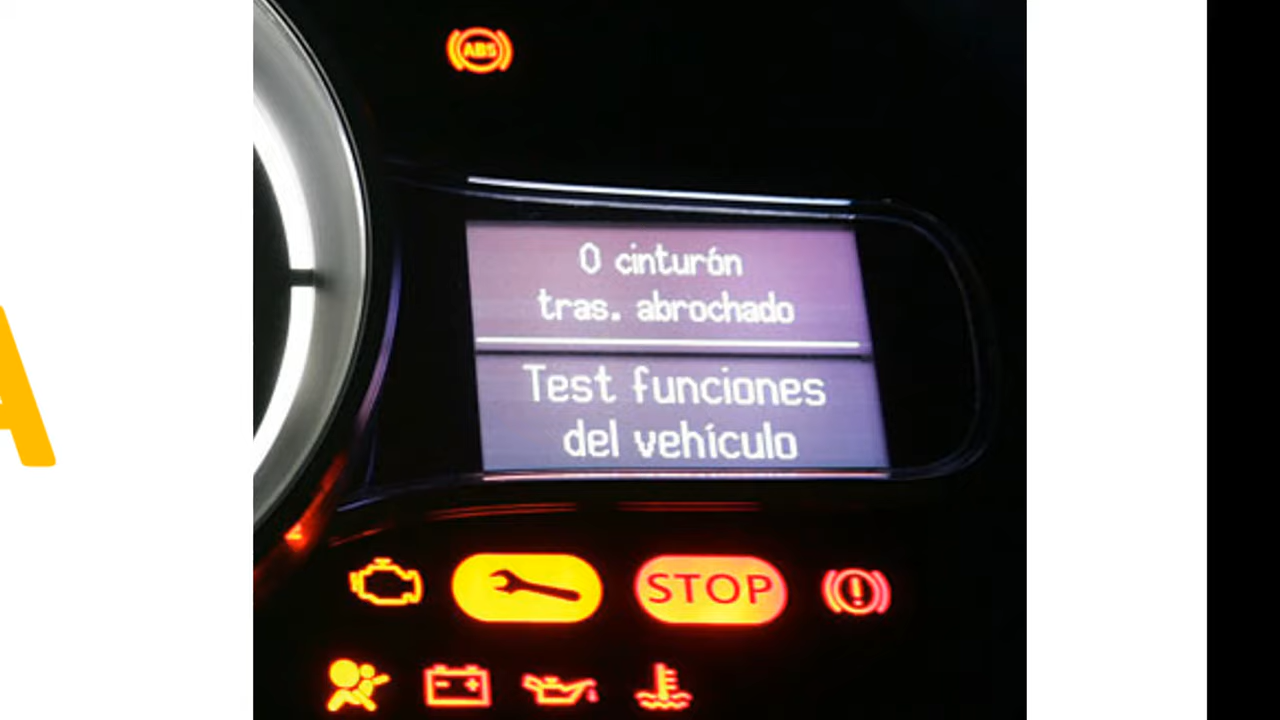 A
ABS
0 cinturón
tras. abrochado
Test funciones
del vehículo
STOP